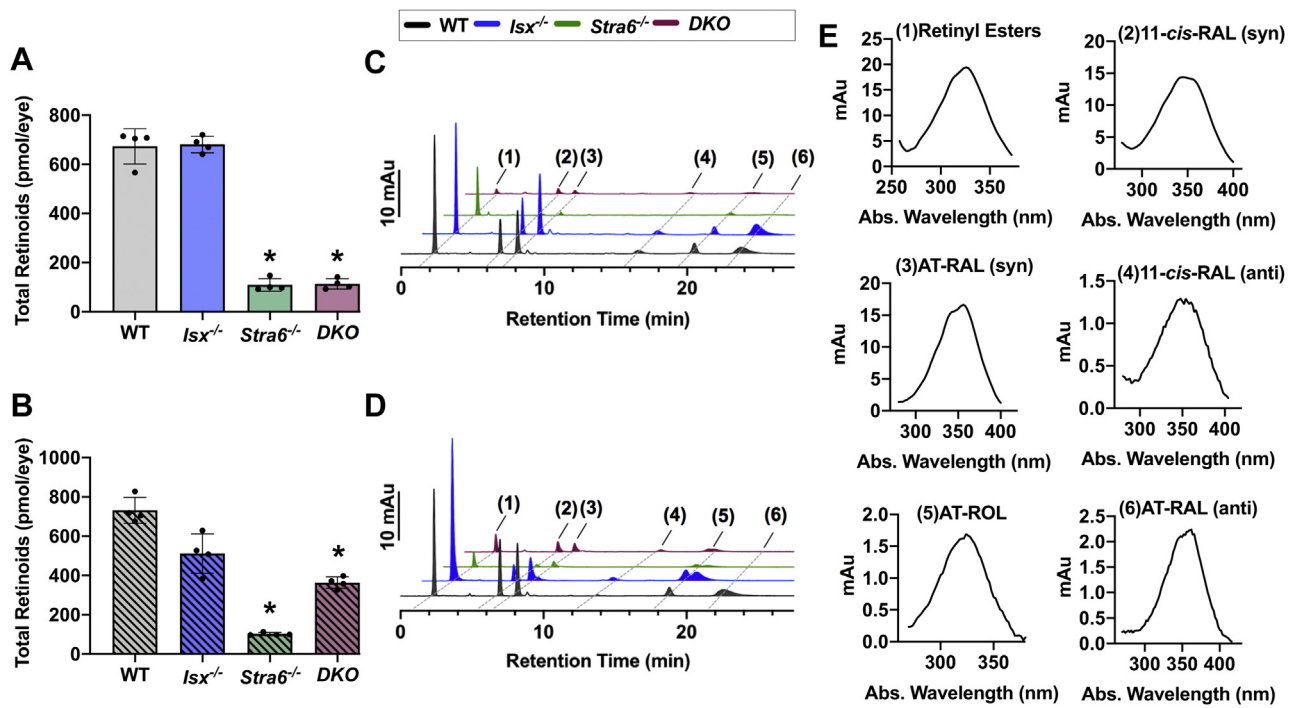 WT Isx-/- Stra6-/- DKO
A
Total Retinoids (pmol/eye)
800
600
400
200
0
* *
WT Isx-/- Stra6-/- DKO
B
Total Retinoids (pmol/eye)
1000
800
600
400
200
0
* *
WT Isx-/- Stra6-/- DKO
C
10 mAu
(1) (2) (3) (4) (5) (6)
0 10 20
Retention Time (min)
D
10 mAu
(1) (2) (3) (4) (5) (6)
0 10 20
Retention Time (min)
E
(1)Retinyl Esters
mAu
25
20
15
10
5
0
250 300 350
Abs. Wavelength (nm)
(2)11-cis-RAL (syn)
mAu
20
15
10
5
0
300 350 400
Abs. Wavelength (nm)
(3)AT-RAL (syn)
mAu
20
15
10
5
0
300 350 400
Abs. Wavelength (nm)
(4)11-cis-RAL (anti)
mAu
1.5
1.0
0.5
0.0
300 350 400
Abs. Wavelength (nm)
(5)AT-ROL
mAu
2.0
1.5
1.0
0.5
0.0
300 350
Abs. Wavelength (nm)
(6)AT-RAL (anti)
mAu
2.5
2.0
1.5
1.0
0.5
0.0
300 350 400
Abs. Wavelength (nm)